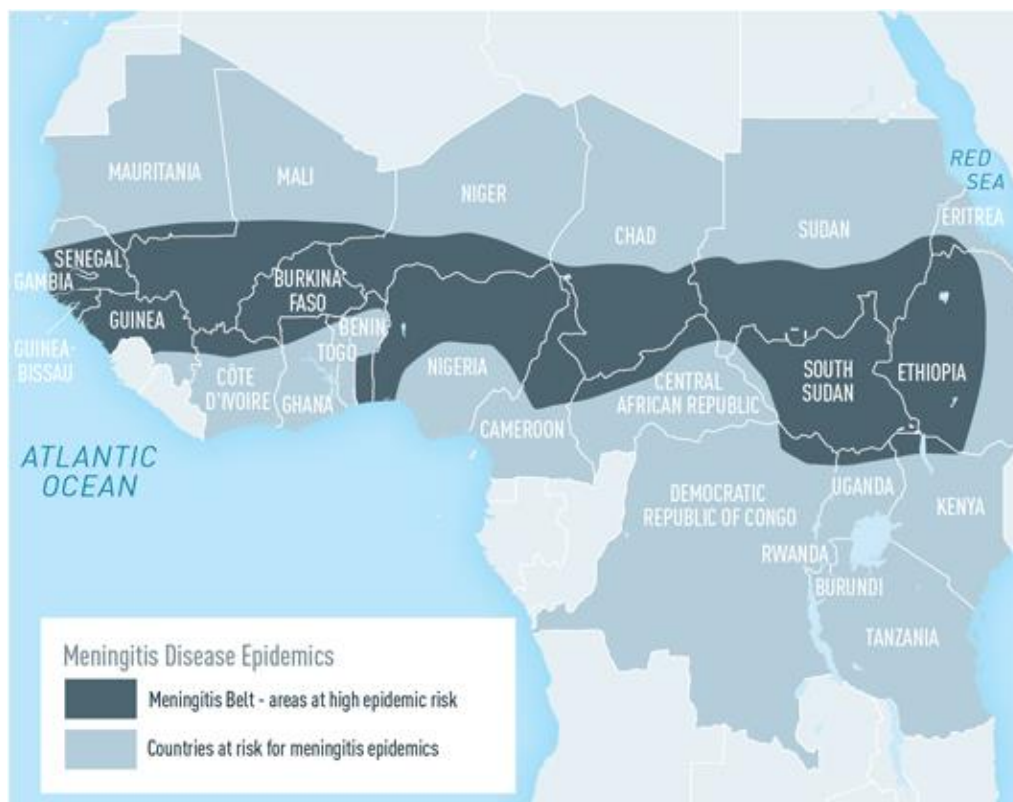 RED
SEA
MAURITANIA
MALI
NIGER
CHAD
SUDAN
ERITREA
SENEGAL
GAMBIA
BURKINA
FASO
GUINEA
GUINEA-
BISSAU
BENIN
TOGO
CÔTE
D'IVOIRE
GHANA
NIGERIA
CAMEROON
CENTRAL
AFRICAN REPUBLIC
SOUTH
SUDAN
ETHIOPIA
ATLANTIC
OCEAN
DEMOCRATIC
REPUBLIC OF CONGO
UGANDA
KENYA
RWANDA
BURUNDI
TANZANIA
Meningitis Disease Epidemics
Meningitis Belt - areas at high epidemic risk
Countries at risk for meningitis epidemics